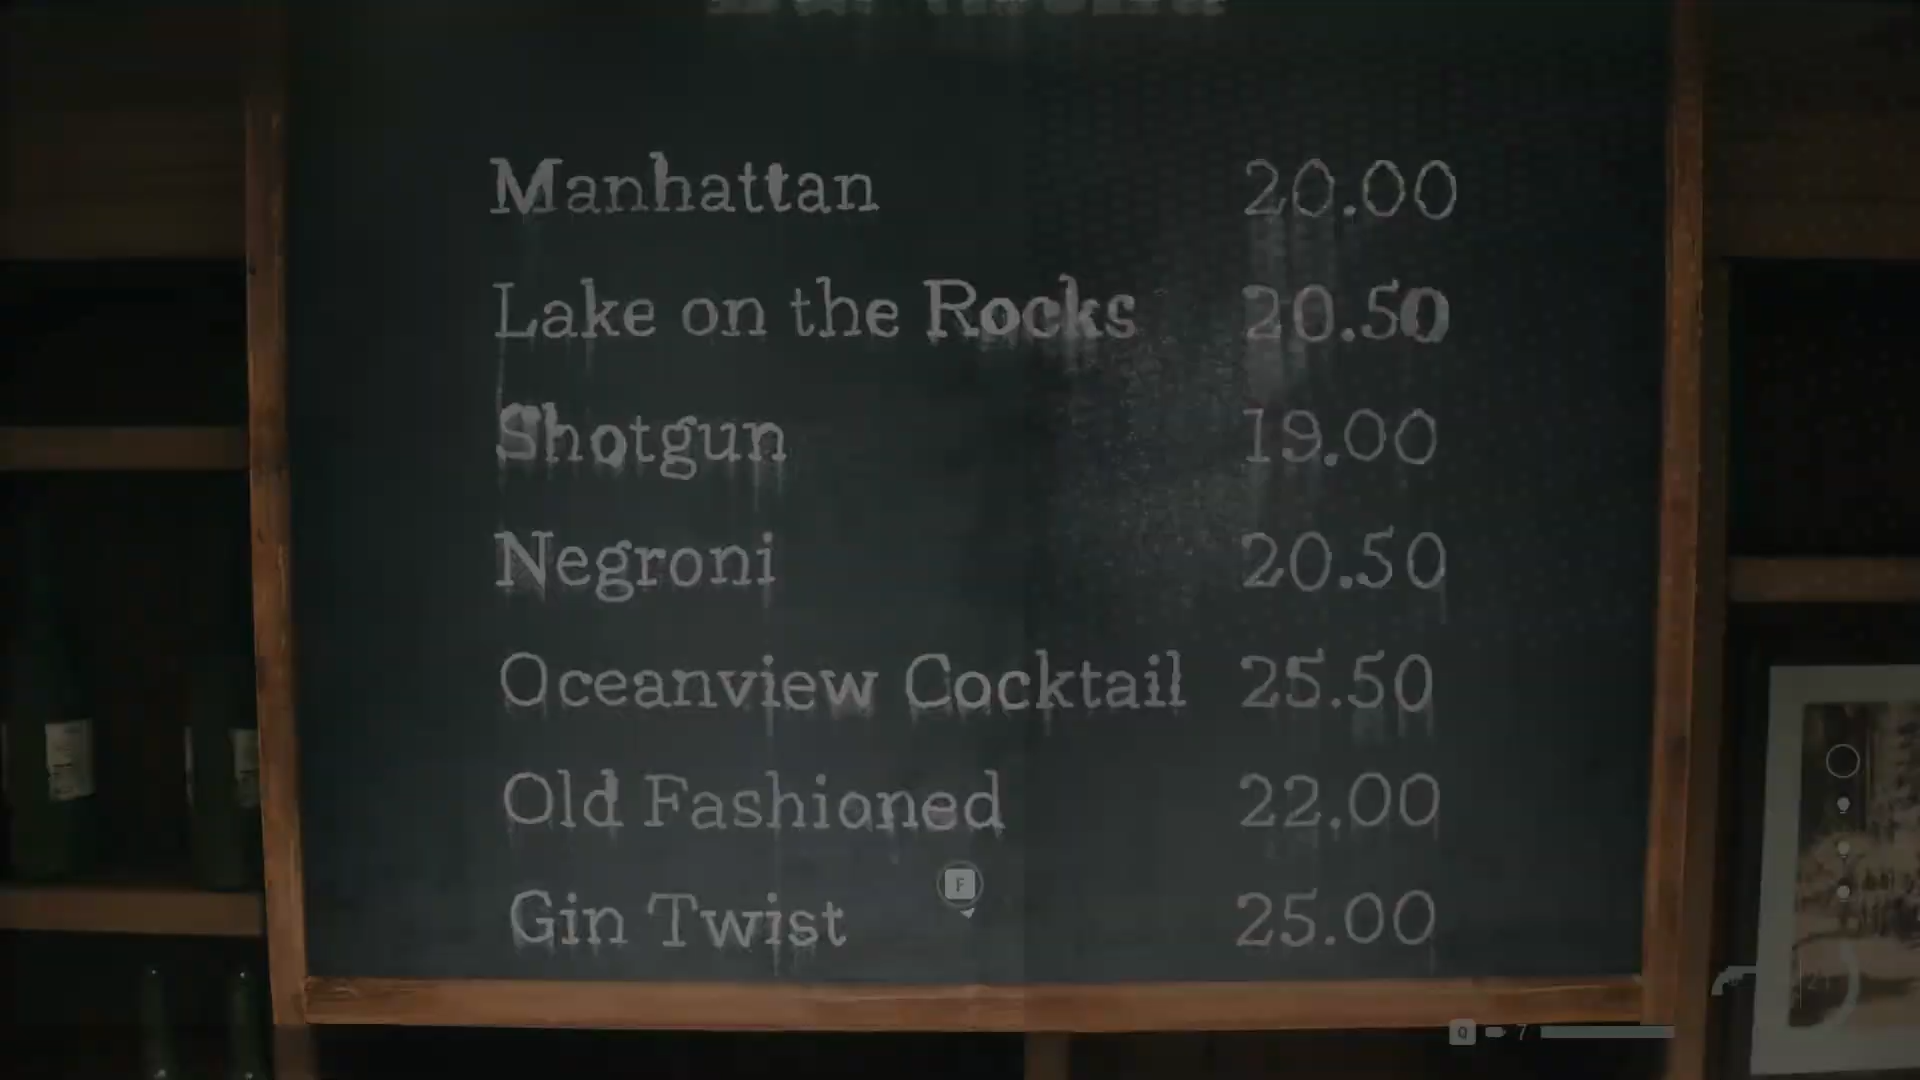 Manhattan 20.00
Lake on the Rocks 20.50
Shotgun 19.00
Negroni 20.50
Oceanview Cocktail 25.50
Old Fashioned 22.00
F
Gin Twist 25.00
Q 7